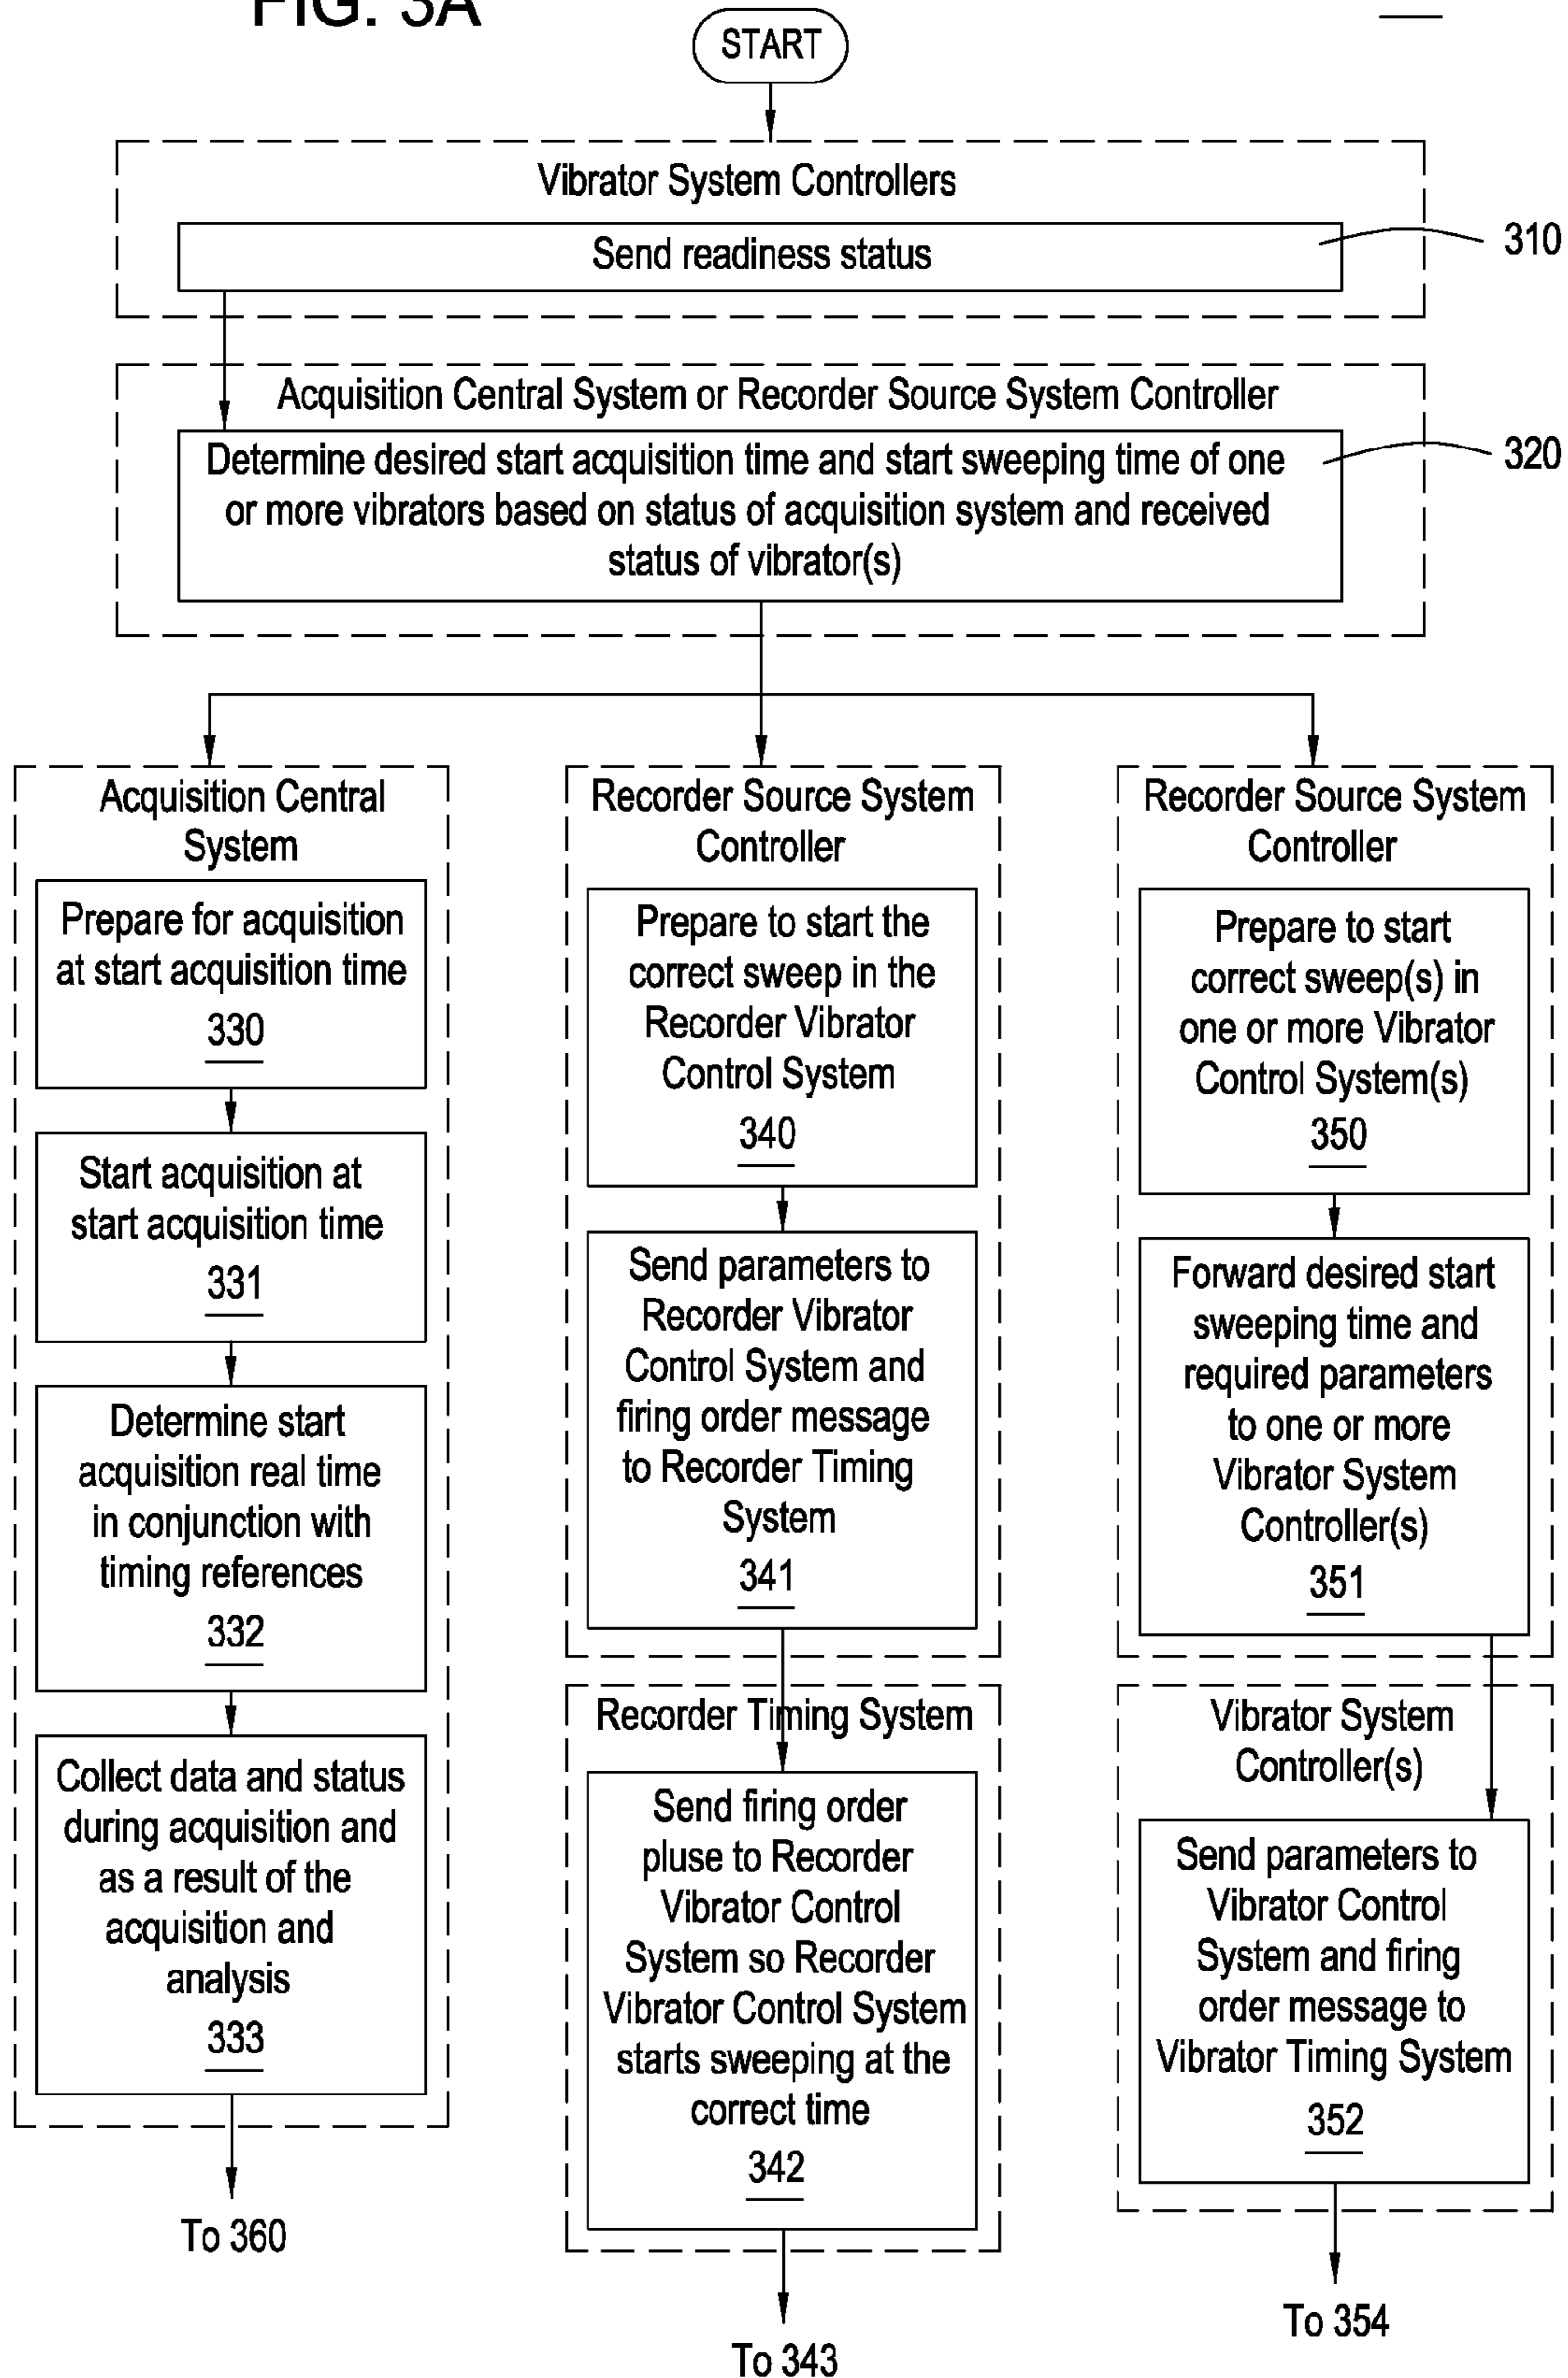 FIG. 3A
START
Vibrator System Controllers
Send readiness status
310
Acquisition Central System or Recorder Source System Controller
Determine desired start acquisition time and start sweeping time of one
or more vibrators based on status of acquisition system and received
status of vibrator(s)
320
Acquisition Central
System
Prepare for acquisition
at start acquisition time
330
Start acquisition at
start acquisition time
331
Determine start
acquisition real time
in conjunction with
timing references
332
Collect data and status
during acquisition and
as a result of the
acquisition and
analysis
333
To 360
Recorder Source System
Controller
Prepare to start the
correct sweep in the
Recorder Vibrator
Control System
340
Send parameters to
Recorder Vibrator
Control System and
firing order message
to Recorder Timing
System
341
Recorder Timing System
Send firing order
pluse to Recorder
Vibrator Control
System so Recorder
Vibrator Control System
starts sweeping at the
correct time
342
To 343
Recorder Source System
Controller
Prepare to start
correct sweep(s) in
one or more Vibrator
Control System(s)
350
Forward desired start
sweeping time and
required parameters
to one or more
Vibrator System
Controller(s)
351
Vibrator System
Controller(s)
Send parameters to
Vibrator Control
System and firing
order message to
Vibrator Timing System
352
To 354